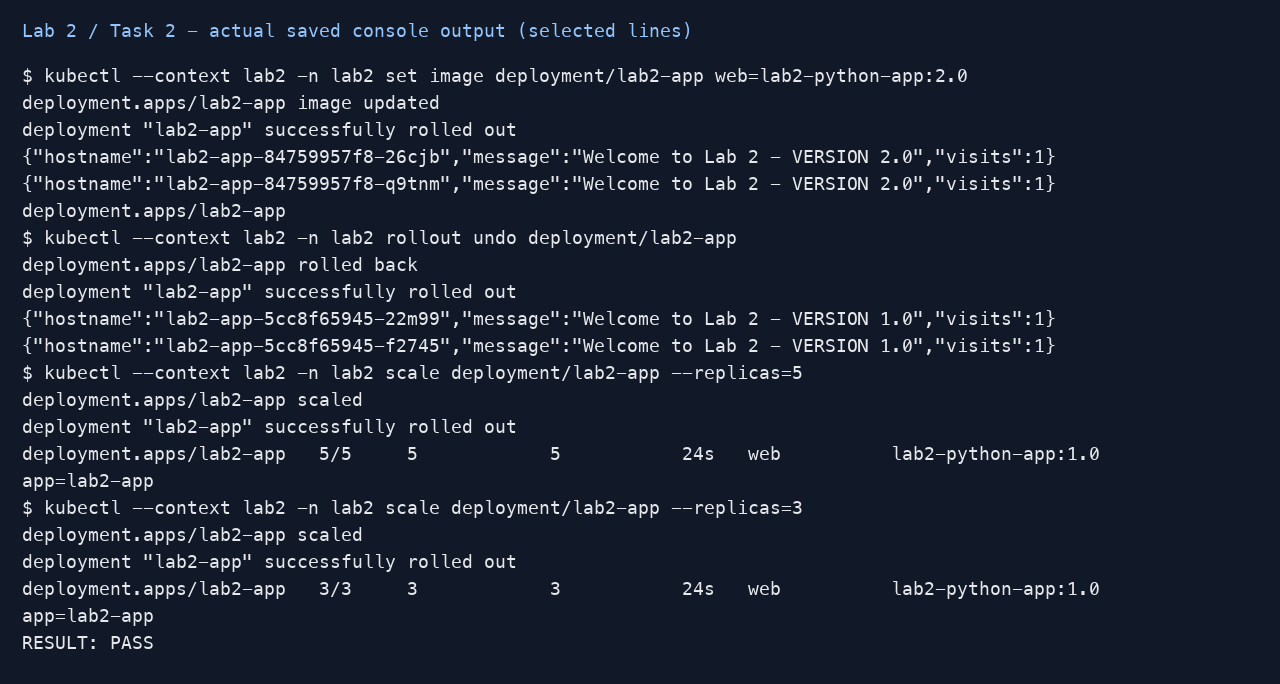 Lab 2 / Task 2 — actual saved console output (selected lines)
$ kubectl --context lab2 -n lab2 set image deployment/lab2-app web=lab2-python-app:2.0
deployment.apps/lab2-app image updated
deployment "lab2-app" successfully rolled out
{"hostname":"lab2-app-84759957f8-26cjb","message":"Welcome to Lab 2 - VERSION 2.0","visits":1}
{"hostname":"lab2-app-84759957f8-q9tnm","message":"Welcome to Lab 2 - VERSION 2.0","visits":1}
deployment.apps/lab2-app
$ kubectl --context lab2 -n lab2 rollout undo deployment/lab2-app
deployment.apps/lab2-app rolled back
deployment "lab2-app" successfully rolled out
{"hostname":"lab2-app-5cc8f65945-22m99","message":"Welcome to Lab 2 - VERSION 1.0","visits":1}
{"hostname":"lab2-app-5cc8f65945-f2745","message":"Welcome to Lab 2 - VERSION 1.0","visits":1}
$ kubectl --context lab2 -n lab2 scale deployment/lab2-app --replicas=5
deployment.apps/lab2-app scaled
deployment "lab2-app" successfully rolled out
deployment.apps/lab2-app   5/5     5            5           24s   web          lab2-python-app:1.0
app=lab2-app
$ kubectl --context lab2 -n lab2 scale deployment/lab2-app --replicas=3
deployment.apps/lab2-app scaled
deployment "lab2-app" successfully rolled out
deployment.apps/lab2-app   3/3     3            3           24s   web          lab2-python-app:1.0
app=lab2-app
RESULT: PASS